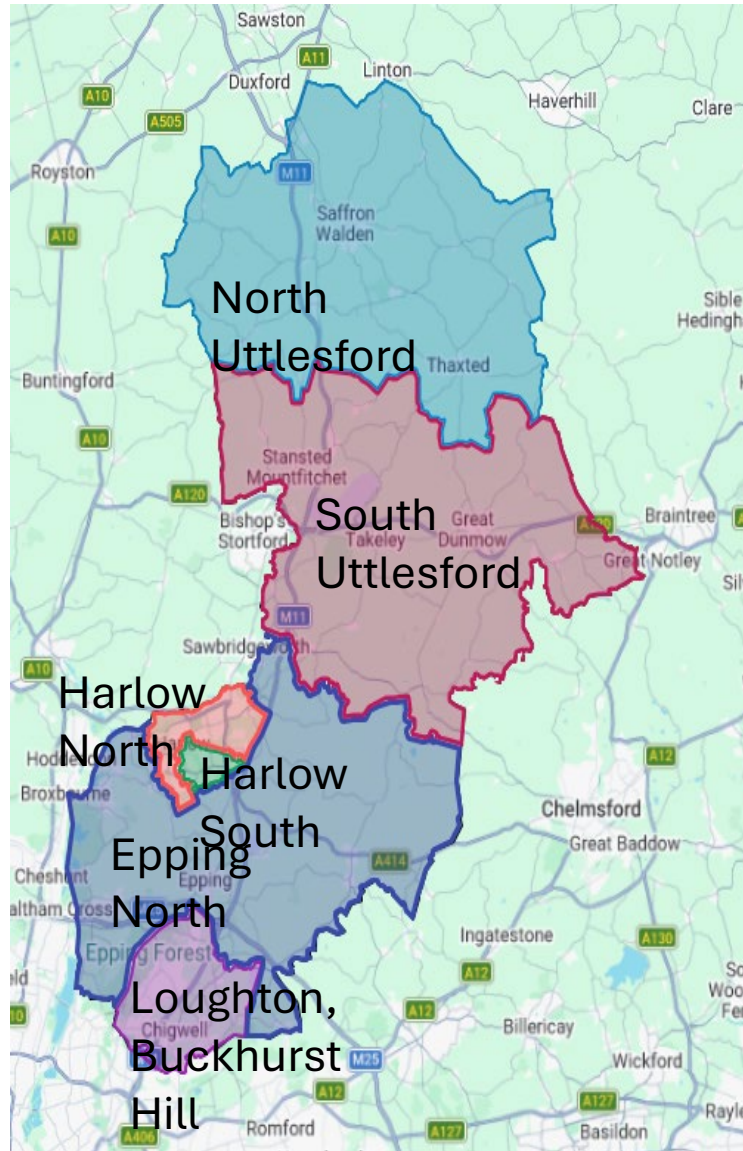 Sawston
A11
Duxford
Linton
A10
Haverhill
Clare
A505
Royston
M11
Saffron
Walden
A10
North
Uttlesford
Sible
Hedingh
Thaxted
Buntingford
A10
Stansted
Mountfitchet
A120
South
Uttlesford
Bishop's
Stortford
Takeley
Great
Dunmow
Braintree
Great Notley
M11
Sawbridgeworth
A10
Harlow
North
Harlow
South
Broxbourne
A12
Chelmsford
Great Baddow
A414
Epping
North
Epping
Cheshunt
altham Cross
Epping Forest
Ingatestone
A130
A12
Loughton,
Buckhurst
Hill
Chigwell
A12
Billericay
M25
Wickford
A12
A127
Rayle
A406
Romford
A127
Basildon